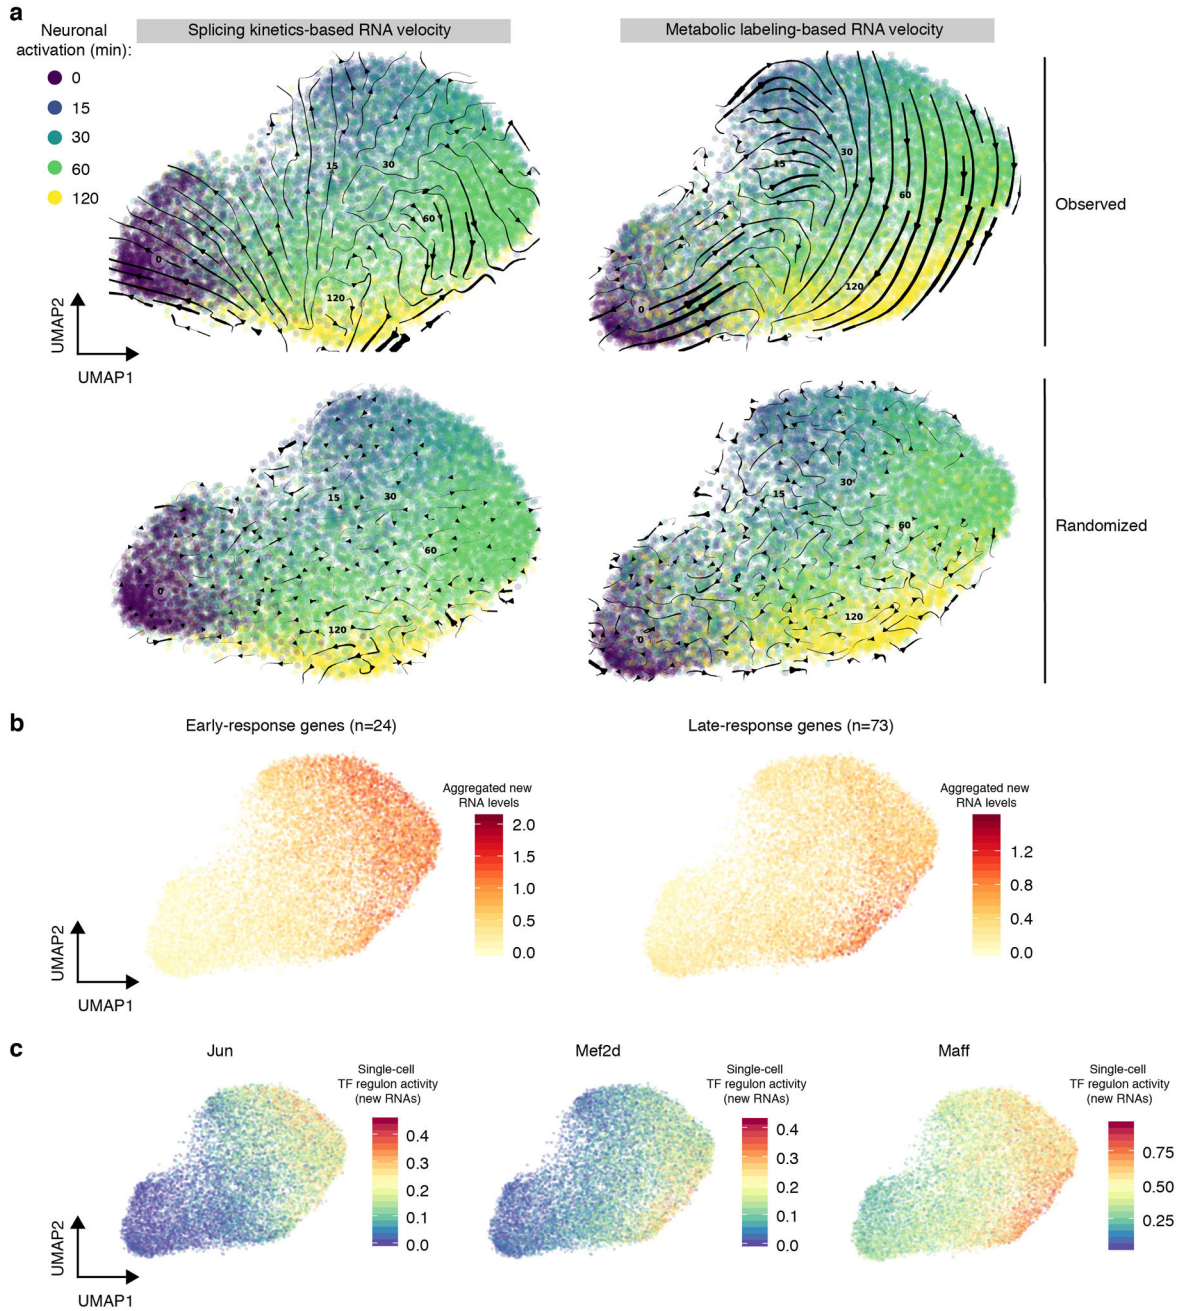 a
Neuronal
activation (min):
0
15
30
60
120
Splicing kinetics-based RNA velocity
Metabolic labeling-based RNA velocity
15
30
60
0
120
15
30
60
120
0
Observed
UMAP2
UMAP1
15
30
60
0
120
15
30
60
120
0
Randomized
b
Early-response genes (n=24)
Late-response genes (n=73)
Aggregated new
RNA levels
2.0
1.5
1.0
0.5
0.0
Aggregated new
RNA levels
1.2
0.8
0.4
0.0
UMAP2
UMAP1
c
Jun
Mef2d
Maff
Single-cell
TF regulon activity
(new RNAs)
0.4
0.3
0.2
0.1
0.0
Single-cell
TF regulon activity
(new RNAs)
0.4
0.3
0.2
0.1
0.0
Single-cell
TF regulon activity
(new RNAs)
0.75
0.50
0.25
UMAP2
UMAP1